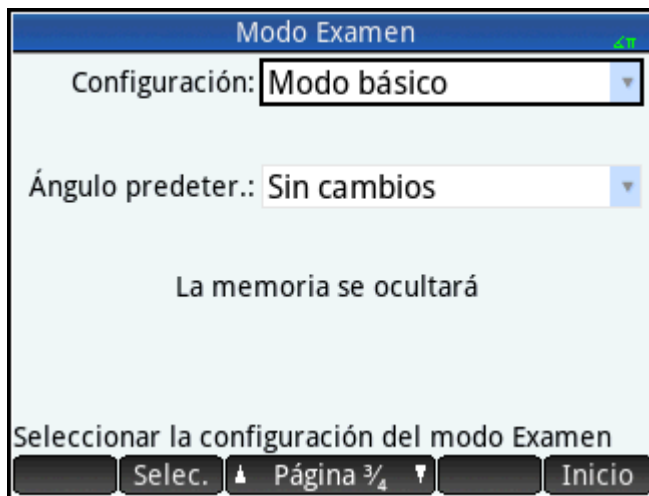 Modo Examen
∡π
Configuración: Modo básico
Ángulo predeter.: Sin cambios
La memoria se ocultará
Seleccionar la configuración del modo Examen
Selec. Página ¾ Inicio